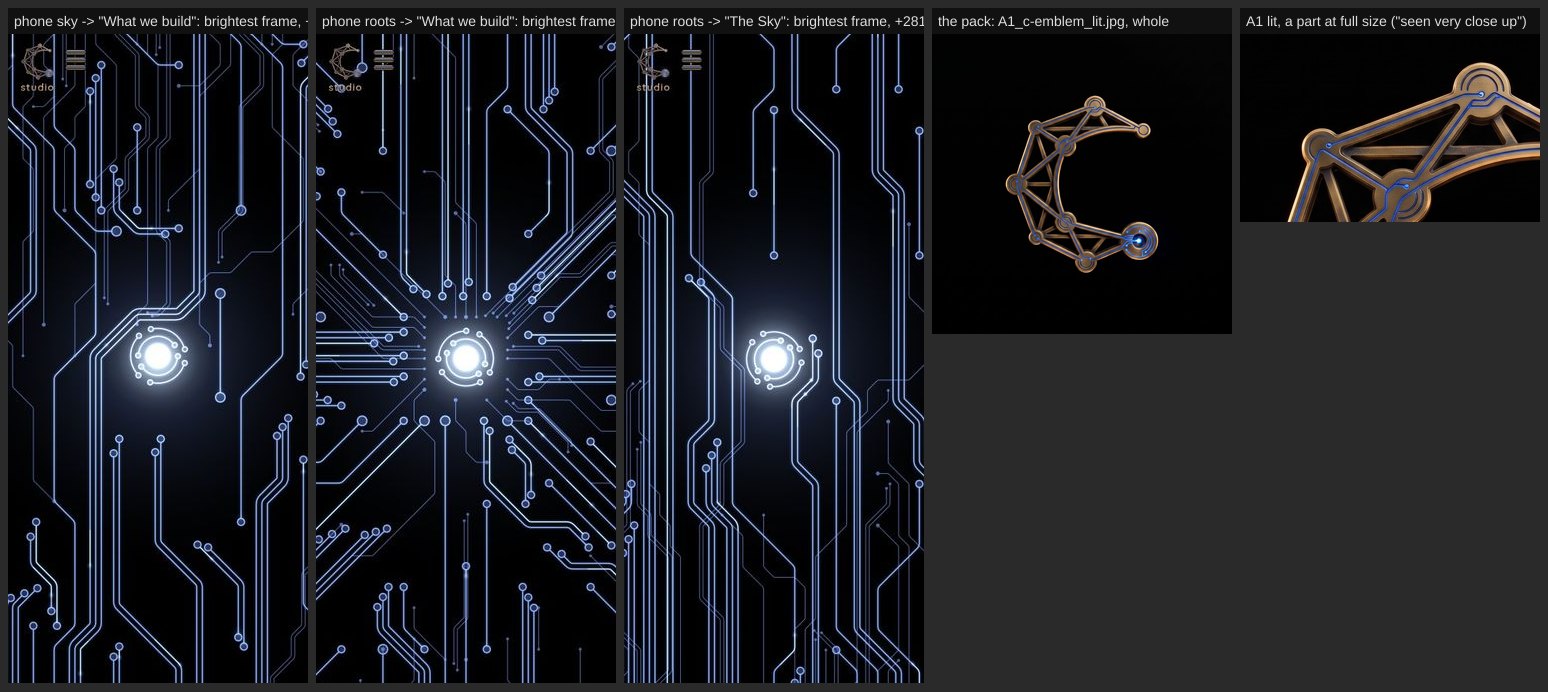 phone sky -> "What we build": brightest frame, -
phone roots -> "What we build": brightest frame
phone roots -> "The Sky": brightest frame, +281
the pack: A1_c-emblem_lit.jpg, whole
A1 lit, a part at full size ("seen very close up")
studio
studio
studio